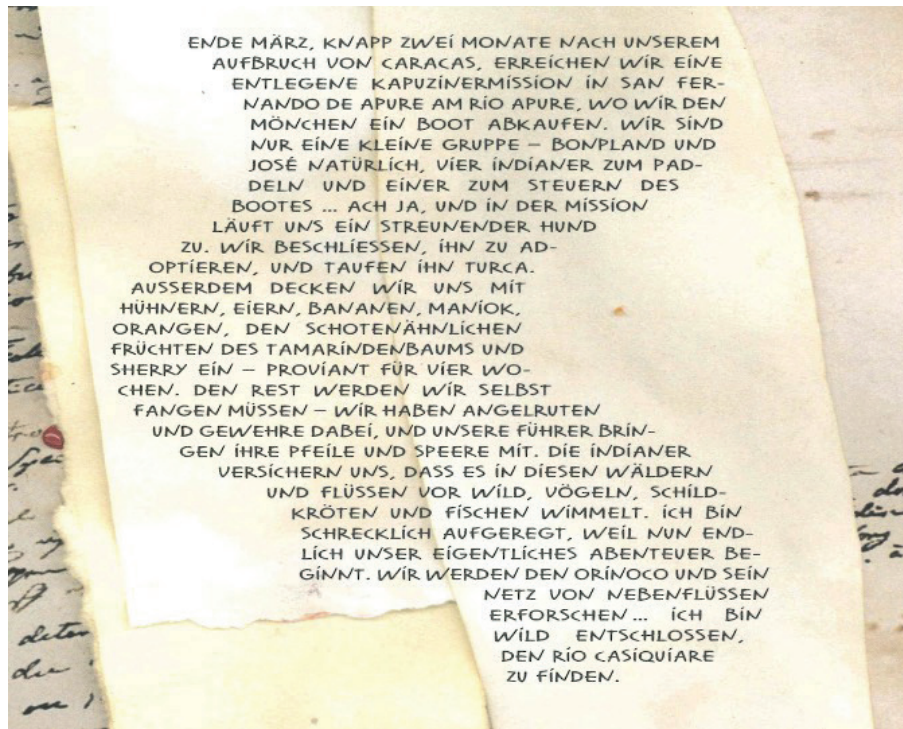 ENDE MÄRZ, KNAPP ZWEI MONATE NACH UNSEREM
AUFBRUCH VON CARACAS, ERREICHEN WIR EINE
ENTLEGENE KAPUZINERMISSION IN SAN FER-
NANDO DE APURE AM RÍO APURE, WO WIR DEN
MÖNCHEN EIN BOOT ABKAUFEN. WIR SIND
NUR EINE KLEINE GRUPPE – BONPLAND UND
JOSÉ NATÜRLICH, VIER INDIANER ZUM PAD-
DELN UND EINER ZUM STEUERN DES
BOOTES ... ACH JA, UND IN DER MISSION
LÄUFT UNS EIN STREUNENDER HUND
ZU. WIR BESCHLIESSEN, IHN ZU AD-
OPTIEREN, UND TAUFEN IHN TURCA.
AUSSERDEM DECKEN WIR UNS MIT
HÜHNERN, EIERN, BANANEN, MANIOK,
ORANGEN, DEN SCHOTENÄHNLICHEN
FRÜCHTEN DES TAMARINDENBAUMS UND
SHERRY EIN – PROVIANT FÜR VIER WO-
CHEN. DEN REST WERDEN WIR SELBST
FANGEN MÜSSEN – WIR HABEN ANGELRUTEN
UND GEWEHRE DABEI, UND UNSERE FÜHRER BRIN-
GEN IHRE PFEILE UND SPEERE MIT. DIE INDIANER
VERSICHERN UNS, DASS ES IN DIESEN WÄLDERN
UND FLÜSSEN VOR WILD, VÖGELN, SCHILD-
KRÖTEN UND FISCHEN WIMMELT. ICH BIN
SCHRECKLICH AUFGEREGT, WEIL NUN END-
LICH UNSER EIGENTLICHES ABENTEUER BE-
GINNT. WIR WERDEN DEN ORINOCO UND SEIN
NETZ VON NEBENFLÜSSEN
ERFORSCHEN ... ICH BIN
WILD ENTSCHLOSSEN,
DEN RÍO CASIQUIARE
ZU FINDEN.